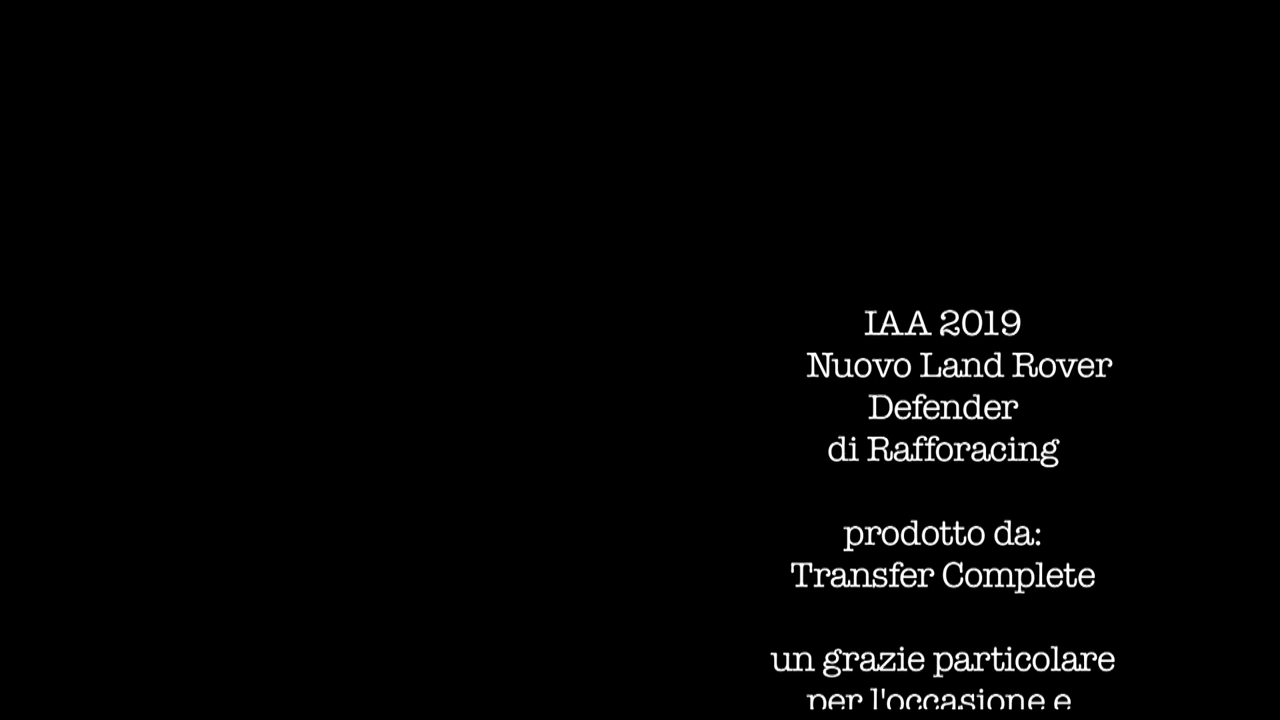 IAA 2019
Nuovo Land Rover
Defender
di Rafforacing
prodotto da:
Transfer Complete
un grazie particolare
per l'occasione e